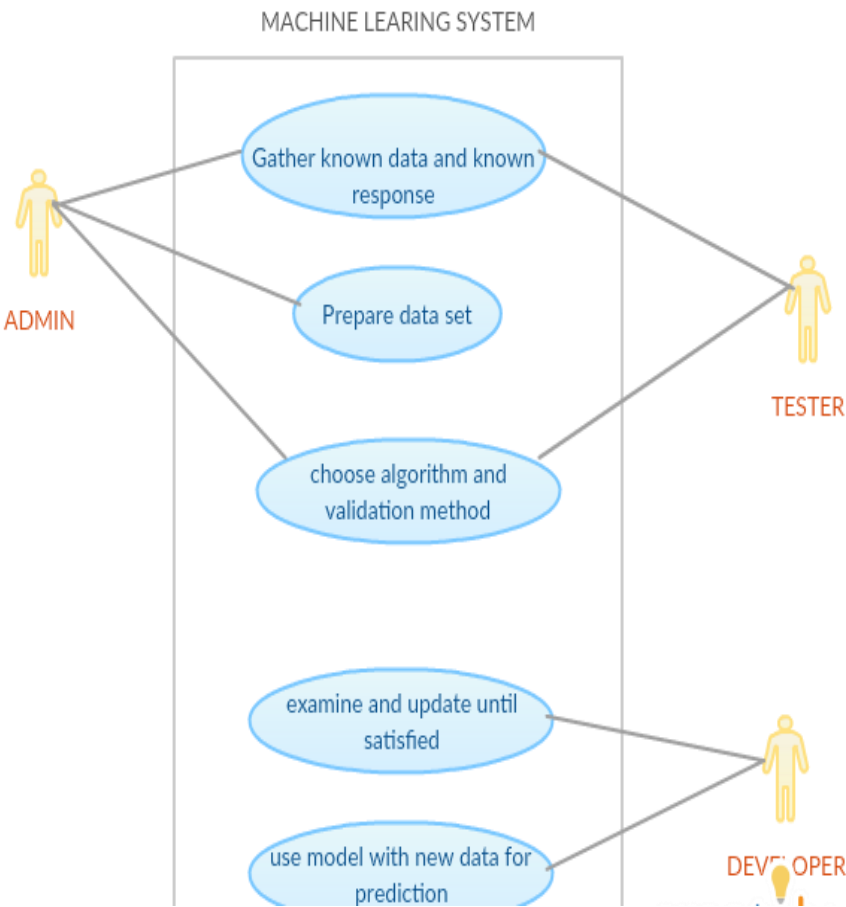 MACHINE LEARING SYSTEM
Gather known data and known
response
ADMIN
Prepare data set
TESTER
choose algorithm and
validation method
examine and update until
satisfied
use model with new data for
prediction